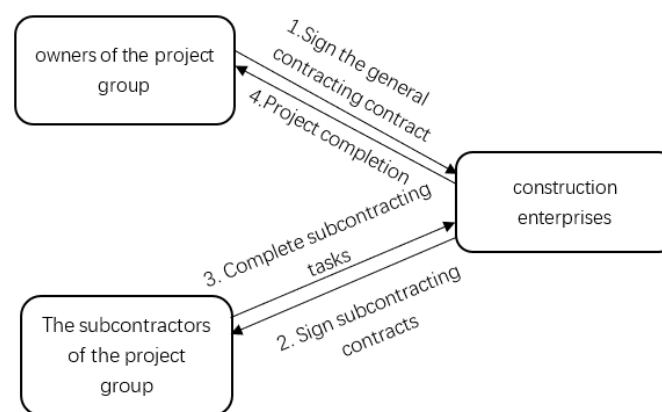 owners of the project
group
1.Sign the general
contracting contract
4.Project completion
construction
enterprises
3. Complete subcontracting
tasks
2. Sign subcontracting
contracts
The subcontractors
of the project
group